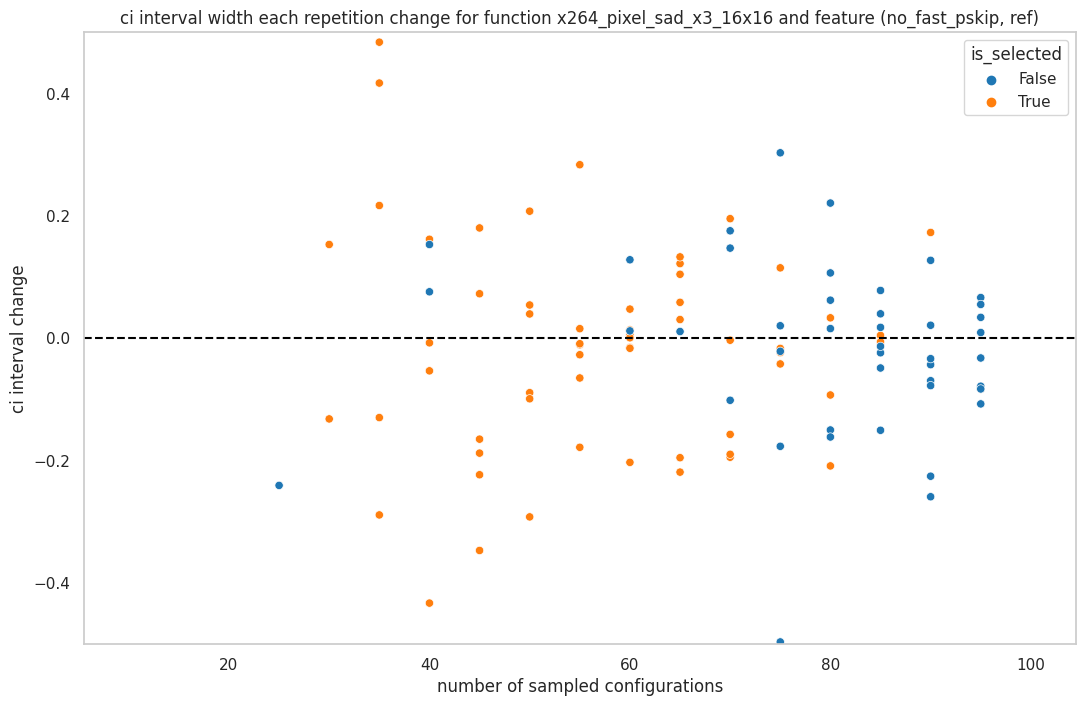 ci interval width each repetition change for function x264_pixel_sad_x3_16x16 and feature (no_fast_pskip, ref)
is_selected
False
True
0.4
0.2
0.0
−0.2
−0.4
ci interval change
20
40
60
80
100
number of sampled configurations